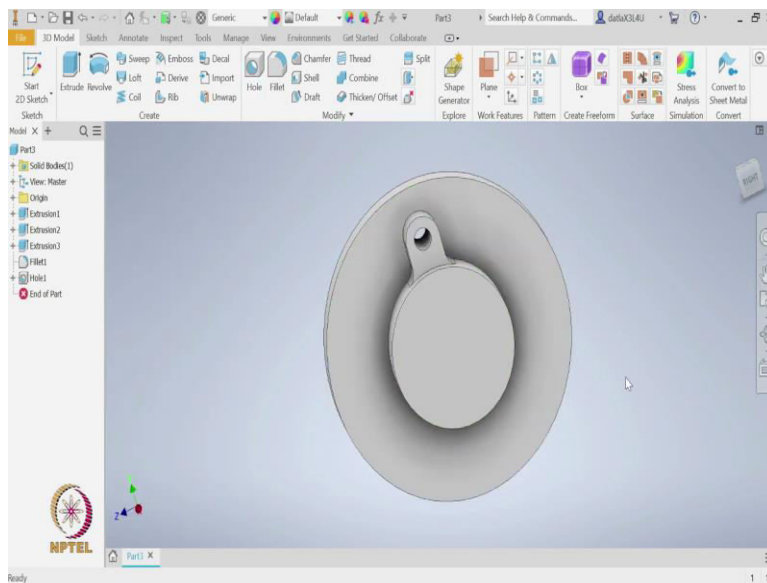 Generic Default Part3 Search Help & Commands... datlaX3L4U
File 3D Model Sketch Annotate Inspect Tools Manage View Environments Get Started Collaborate
Start 2D Sketch Extrude Revolve Sweep Emboss Decal Loft Derive Import Coil Rib Unwrap Hole Fillet Chamfer Thread Split Shell Combine Draft Thicken/ Offset Shape Generator Plane Box Stress Analysis Convert to Sheet Metal
Sketch Create Modify Explore Work Features Pattern Create Freeform Surface Simulation Convert
Model
Part3
Solid Bodies(1)
View: Master
Origin
Extrusion1
Extrusion2
Extrusion3
Fillet1
Hole1
End of Part
RIGHT
Z
NPTEL
Part3
Ready 1